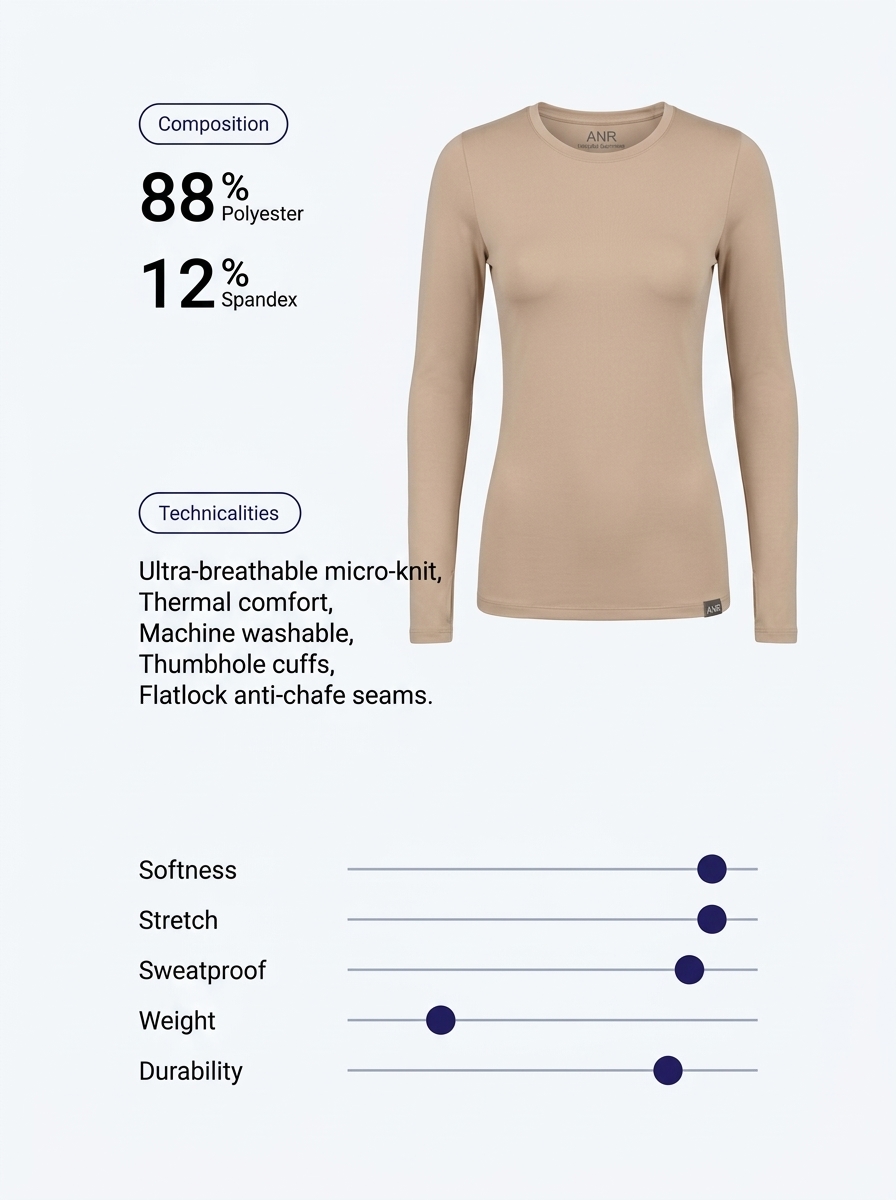 Composition
88 %
Polyester
12 %
Spandex
ANR
Technicalities
Ultra-breathable micro-knit,
Thermal comfort,
Machine washable,
Thumbhole cuffs,
Flatlock anti-chafe seams.
ANR
Softness
Stretch
Sweatproof
Weight
Durability